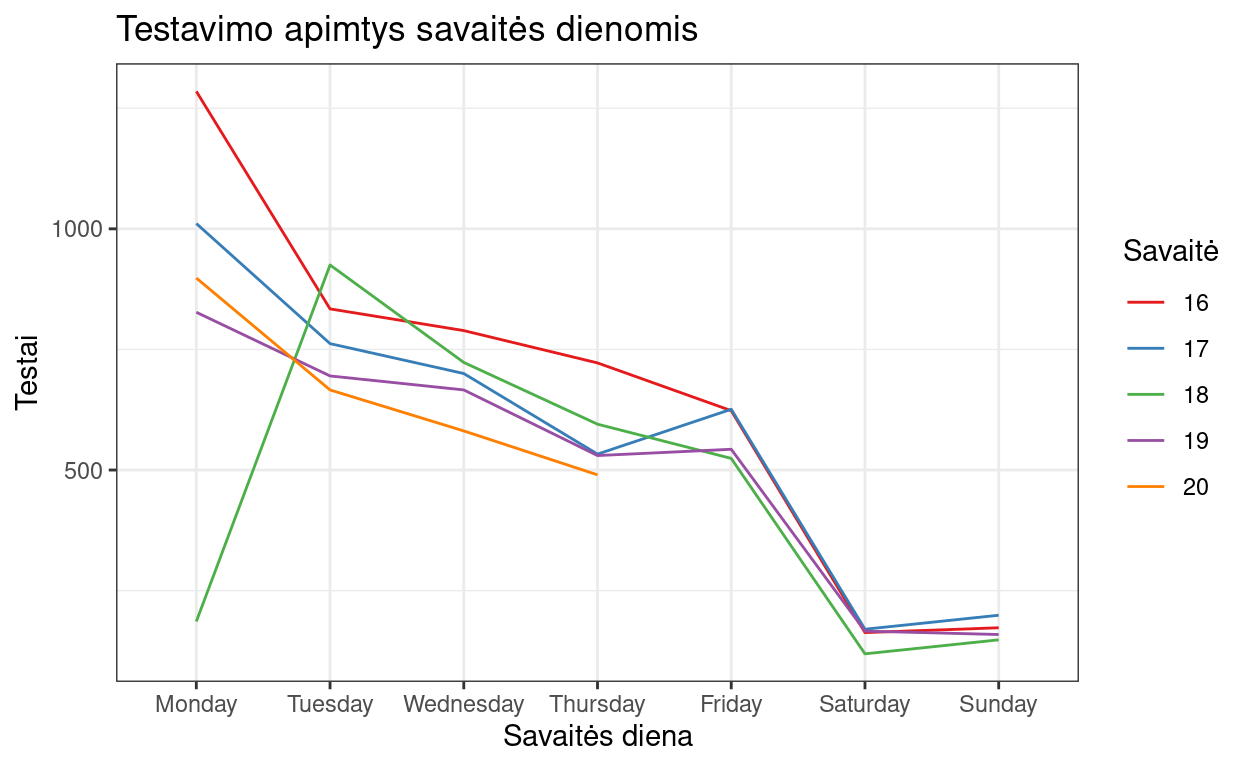 Testavimo apimtys savaitės dienomis
Testai
1000
500
Monday Tuesday Wednesday Thursday Friday Saturday Sunday
Savaitės diena
Savaitė
16
17
18
19
20